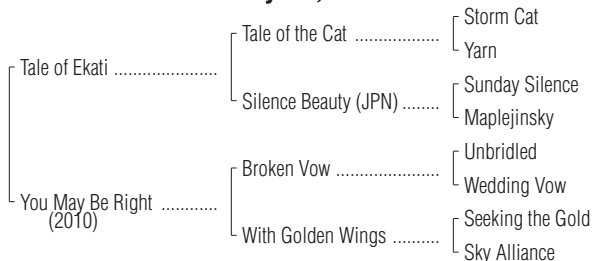 Storm Cat
Tale of the Cat ..................
Yarn
Tale of Ekati ......................
Sunday Silence
Silence Beauty (JPN) ........
Maplejinsky
Unbridled
Broken Vow ......................
Wedding Vow
You May Be Right ............
(2010)
Seeking the Gold
With Golden Wings ..........
Sky Alliance